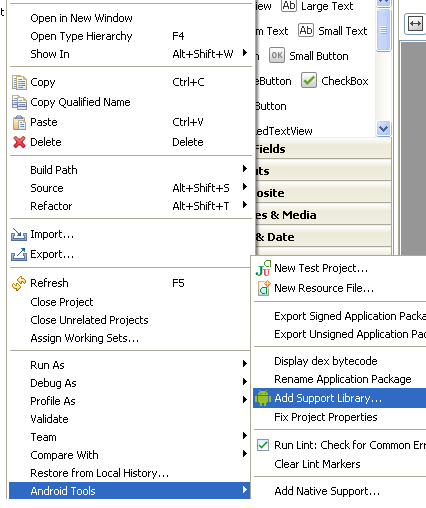 Open in New Window
Open Type Hierarchy F4
Show In Alt+Shift+W
Copy Ctrl+C
Copy Qualified Name
Paste Ctrl+V
Delete Delete
Build Path
Source Alt+Shift+S
Refactor Alt+Shift+T
Import...
Export...
Refresh F5
Close Project
Close Unrelated Projects
Assign Working Sets...
Run As
Debug As
Profile As
Validate
Team
Compare With
Restore from Local History...
Android Tools
View Ab Large Text
m Text Ab Small Text
n OK Small Button
eButton CheckBox
Button
edTextView
Fields
uts
osite
es & Media
& Date
Ju New Test Project...
New Resource File...
Export Signed Application Packa
Export Unsigned Application Pac
Display dex bytecode
Rename Application Package
Add Support Library...
Fix Project Properties
Run Lint: Check for Common Err
Clear Lint Markers
Add Native Support...